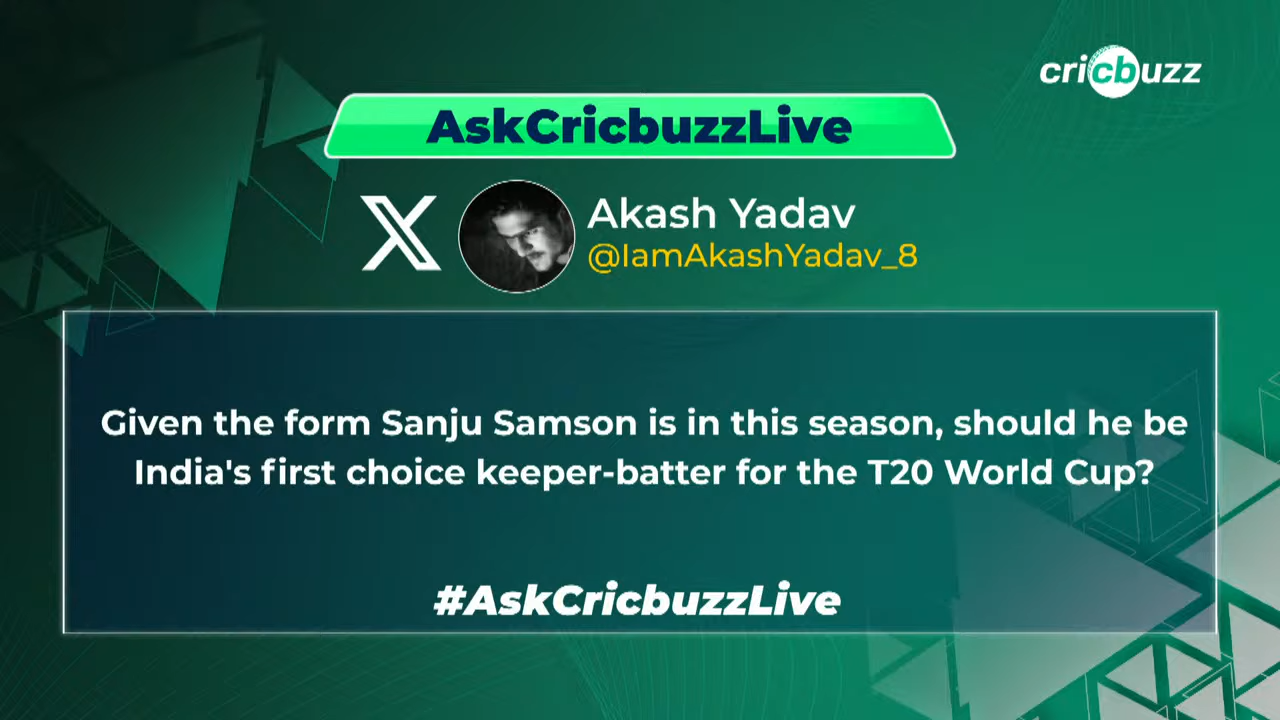 cricbuzz
AskCricbuzzLive
X
Akash Yadav
@IamAkashYadav_8
Given the form Sanju Samson is in this season, should he be
India's first choice keeper-batter for the T20 World Cup?
#AskCricbuzzLive